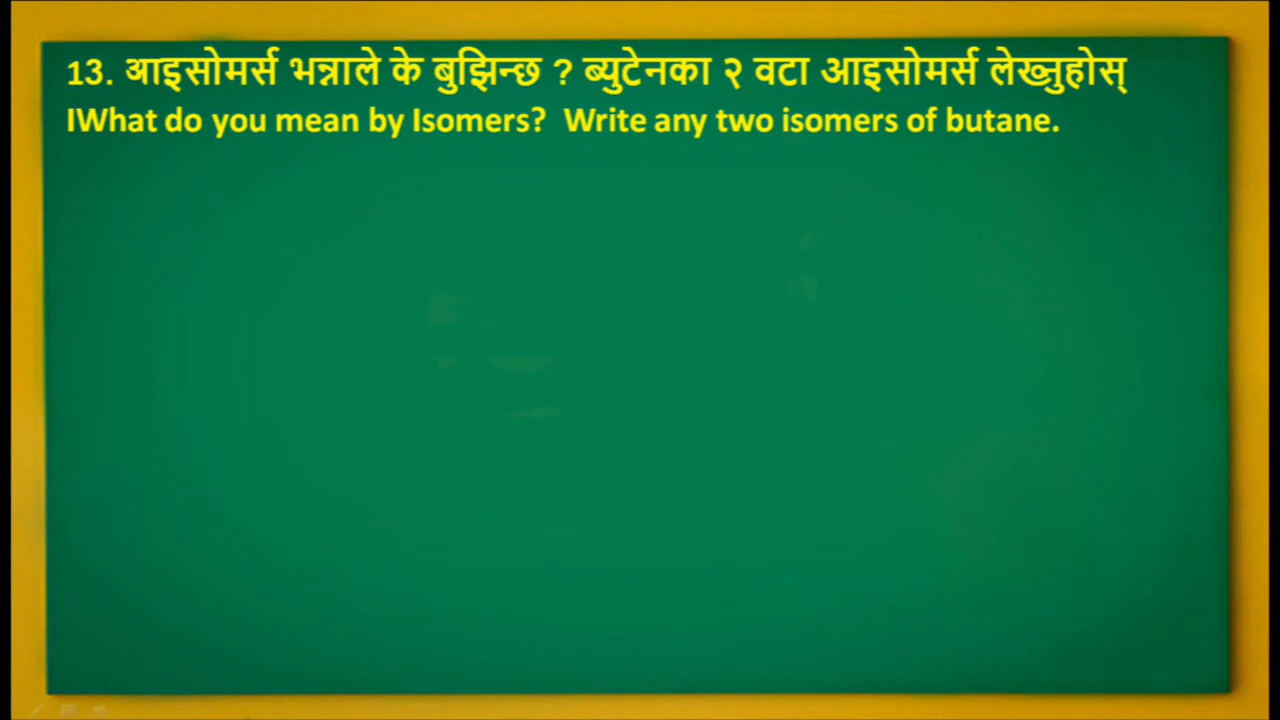 13. आइसोमर्स भन्नाले के बुझिन्छ ? ब्युटेनका २ वटा आइसोमर्स लेख्नुहोस्
IWhat do you mean by Isomers? Write any two isomers of butane.